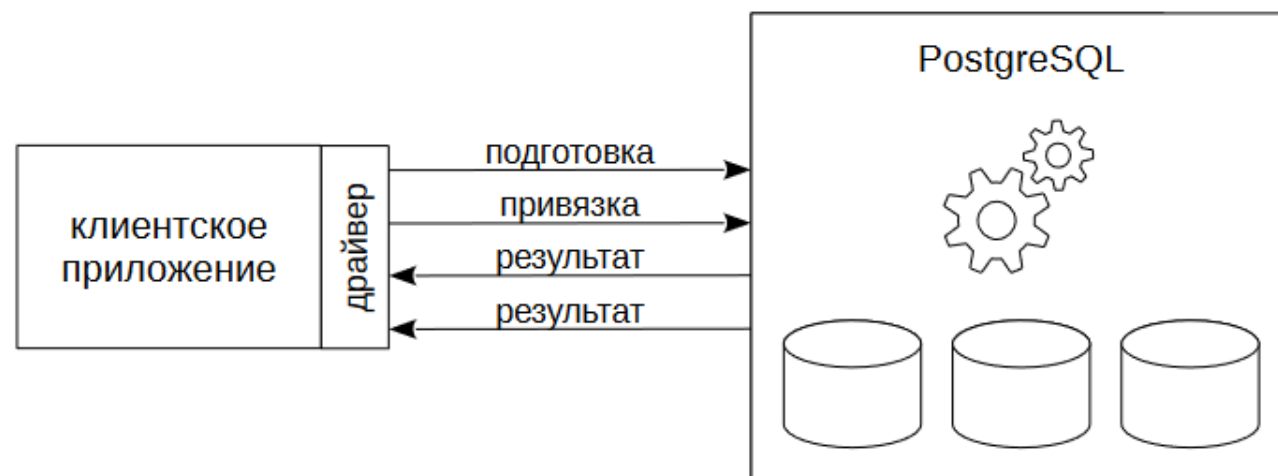 PostgreSQL
клиентское
приложение
драйвер
подготовка
привязка
результат
результат